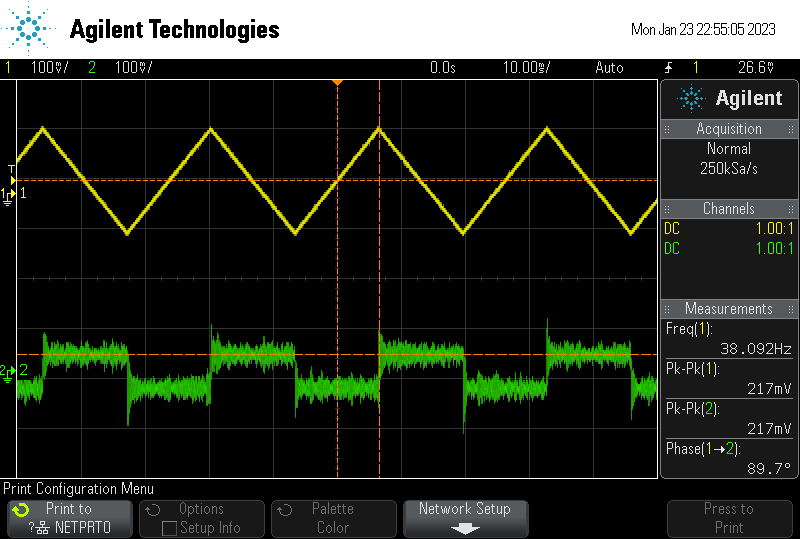 Agilent Technologies
Mon Jan 23 22:55:05 2023
1 100mV/ 2 100mV/ 0.0s 10.00ms/ Auto 1 26.6mV
T
1 1
2 2
Agilent
Acquisition
Normal
250kSa/s
Channels
DC 1.00:1
DC 1.00:1
Measurements
Freq(1):
38.092Hz
Pk-Pk(1):
217mV
Pk-Pk(2):
217mV
Phase(1→2):
89.7°
Print Configuration Menu
Print to
? NETPRT0
Options
Setup Info
Palette
Color
Network Setup
Press to
Print